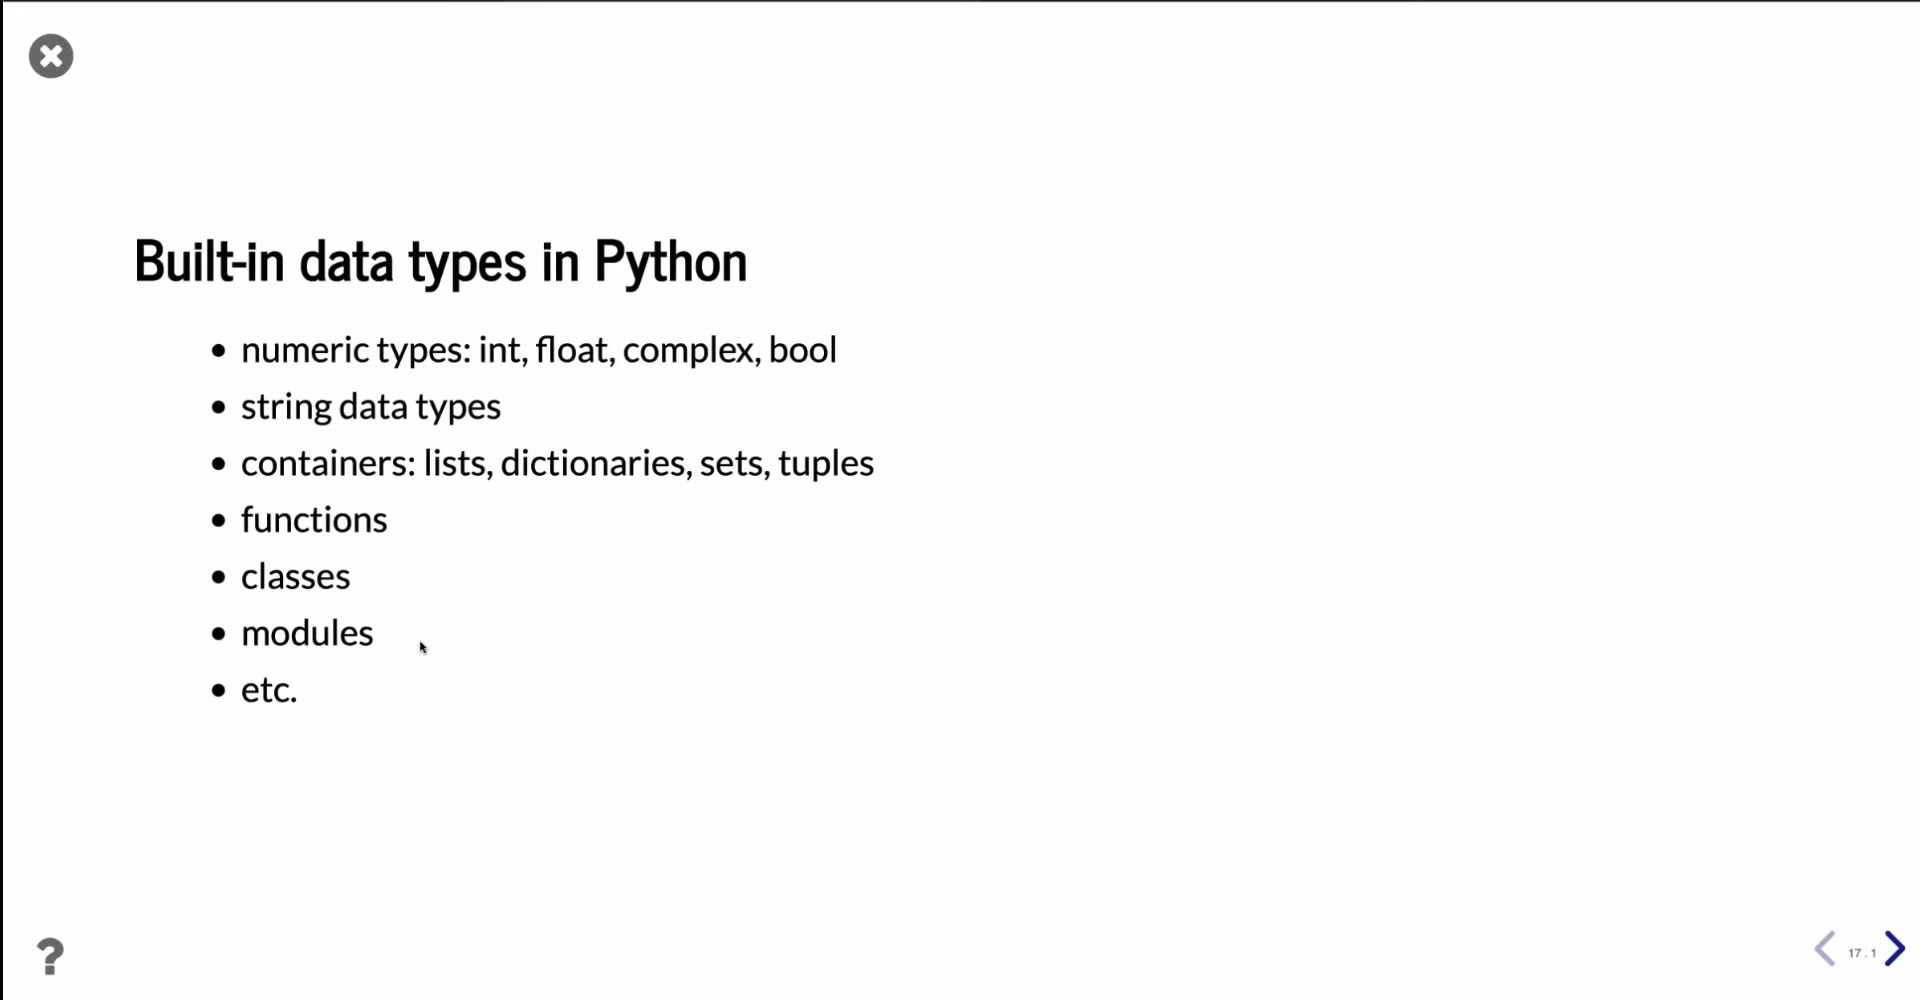 Built-in data types in Python
• numeric types: int, float, complex, bool
• string data types
• containers: lists, dictionaries, sets, tuples
• functions
• classes
• modules
• etc.
?
17.1